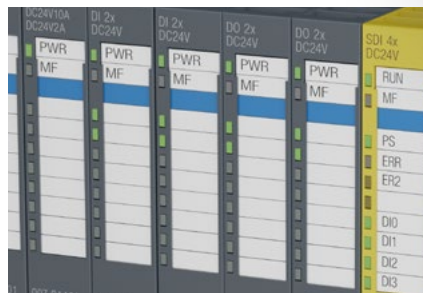 DC24V10A
DC24V2A
PWR
MF
DI 2x
DC24V
PWR
MF
DI 2x
DC24V
PWR
MF
DO 2x
DC24V
PWR
MF
DO 2x
DC24V
PWR
MF
SDI 4x
DC24V
RUN
MF
PS
ERR
ER2
DI0
DI1
DI2
DI3